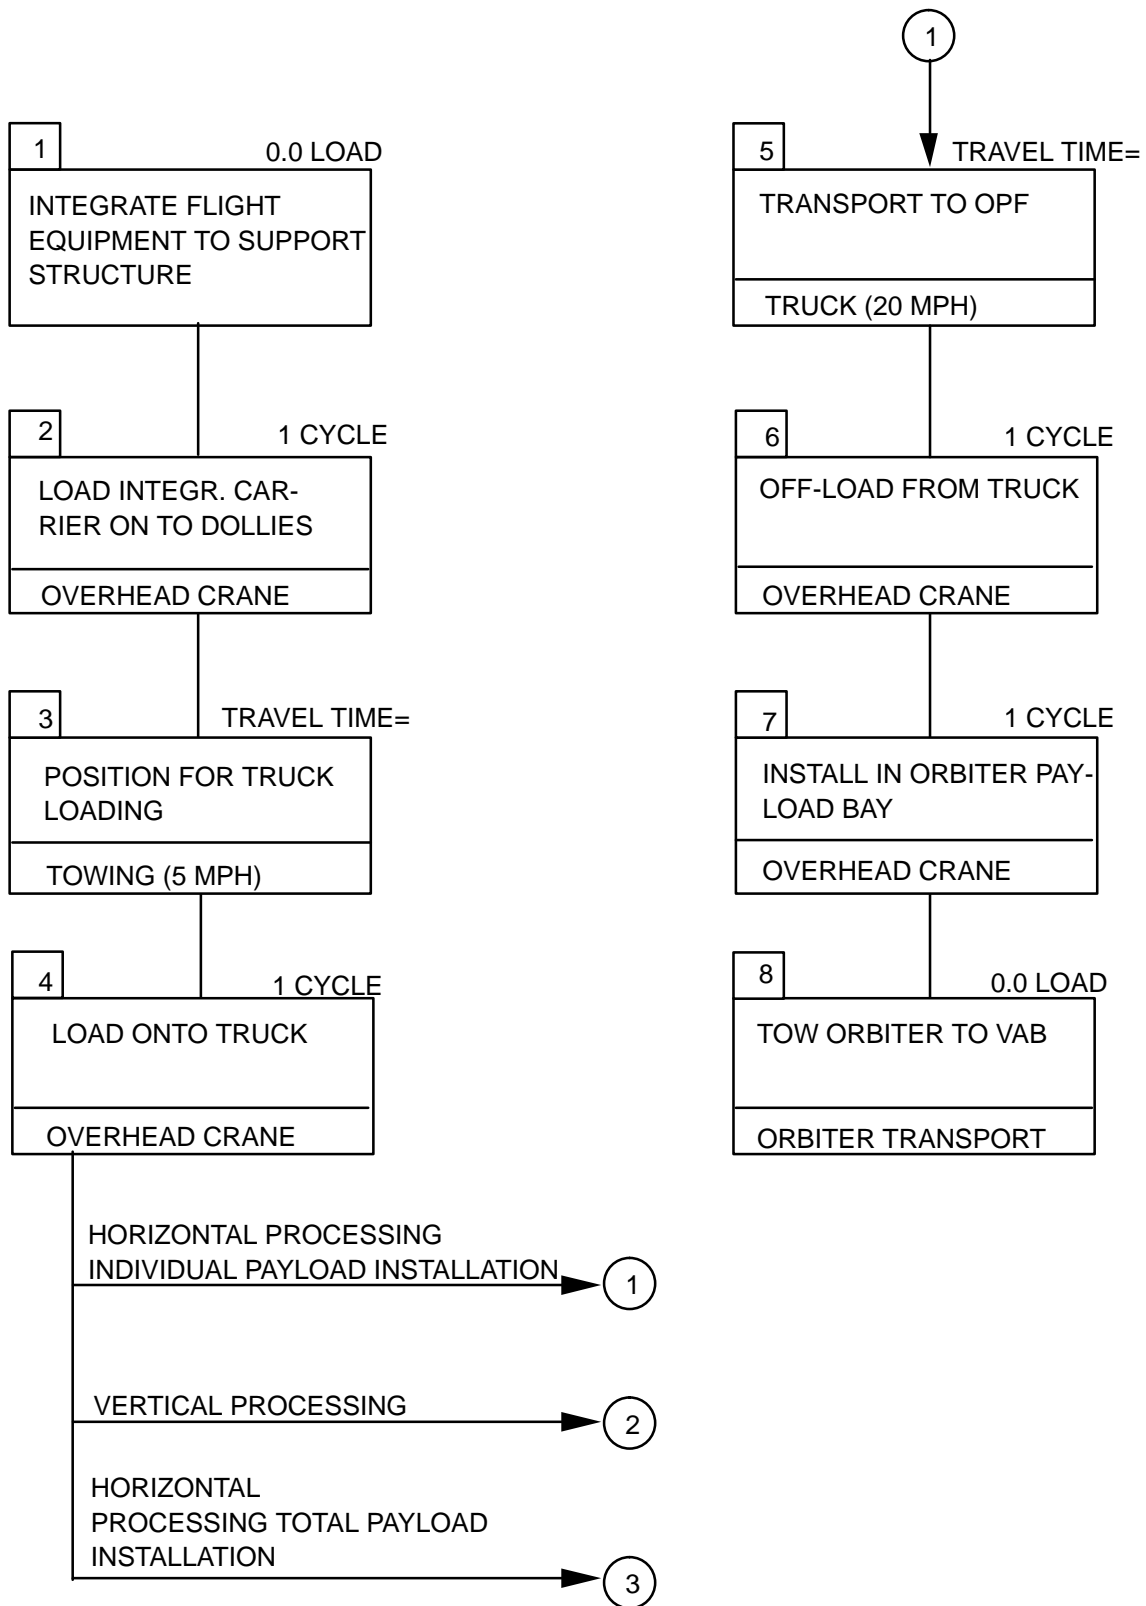 1
0.0 LOAD
INTEGRATE FLIGHT
EQUIPMENT TO SUPPORT
STRUCTURE
2
1 CYCLE
LOAD INTEGR. CAR-
RIER ON TO DOLLIES
OVERHEAD CRANE
3
TRAVEL TIME=
POSITION FOR TRUCK
LOADING
TOWING (5 MPH)
4
1 CYCLE
LOAD ONTO TRUCK
OVERHEAD CRANE
HORIZONTAL PROCESSING
INDIVIDUAL PAYLOAD INSTALLATION
1
VERTICAL PROCESSING
2
HORIZONTAL
PROCESSING TOTAL PAYLOAD
INSTALLATION
3
1
5
TRAVEL TIME=
TRANSPORT TO OPF
TRUCK (20 MPH)
6
1 CYCLE
OFF-LOAD FROM TRUCK
OVERHEAD CRANE
7
1 CYCLE
INSTALL IN ORBITER PAY-
LOAD BAY
OVERHEAD CRANE
8
0.0 LOAD
TOW ORBITER TO VAB
ORBITER TRANSPORT